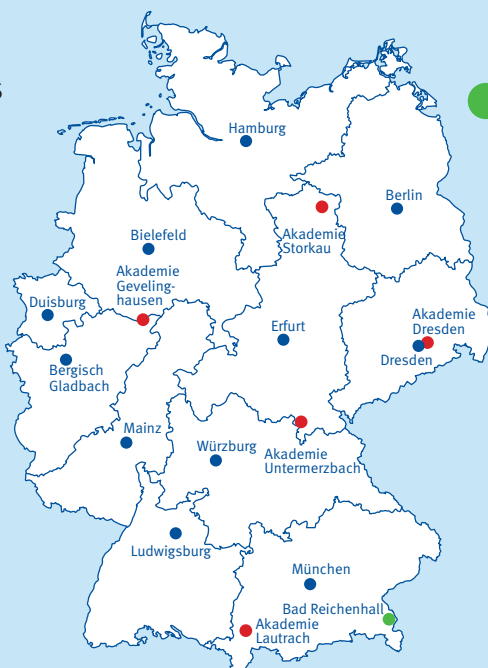 Hamburg
Berlin
Akademie
Storkau
Bielefeld
Akademie
Geveling-
hausen
Duisburg
Akademie
Dresden
Erfurt
Dresden
Bergisch
Gladbach
Mainz
Würzburg
Akademie
Untermerzbach
Ludwigsburg
München
Bad Reichenhall
Akademie
Lautrach